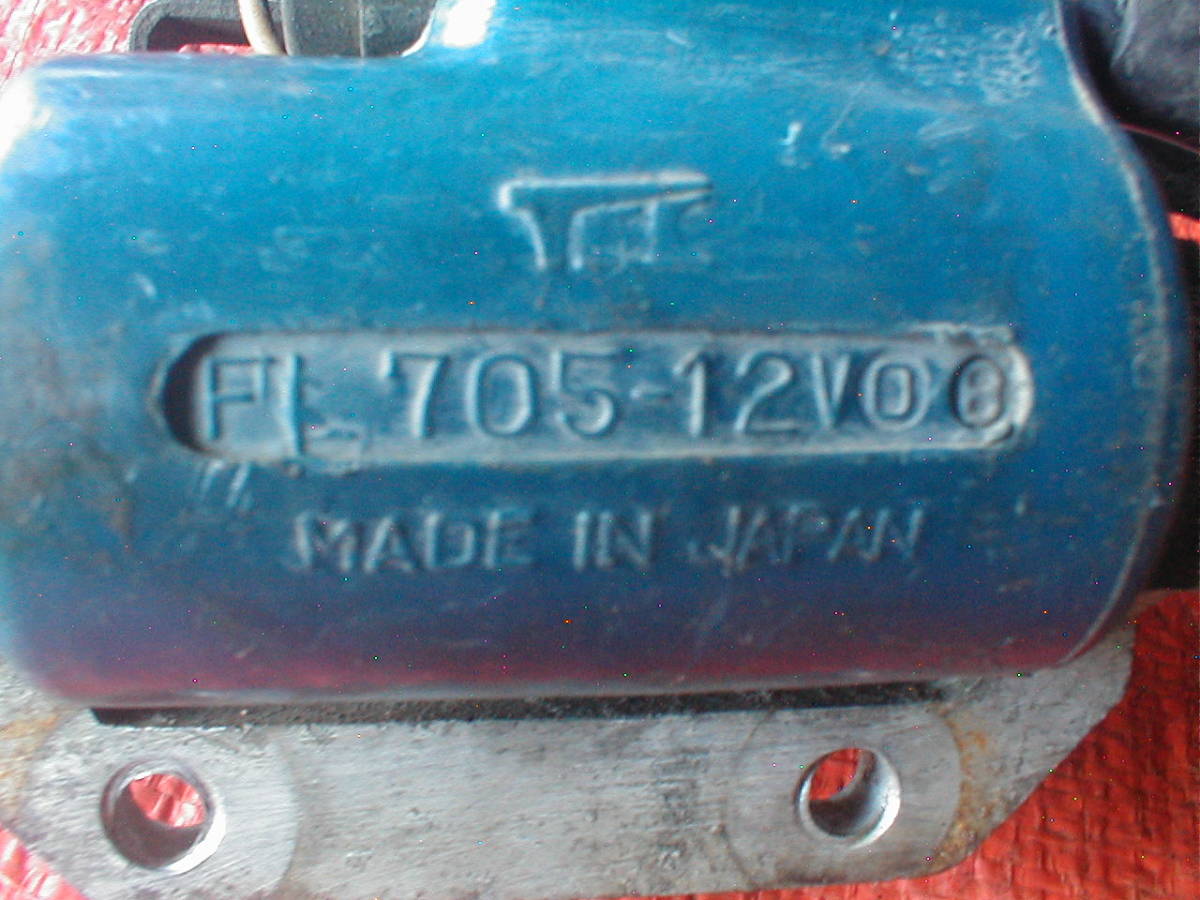 FL 705-12V08
MADE IN JAPAN